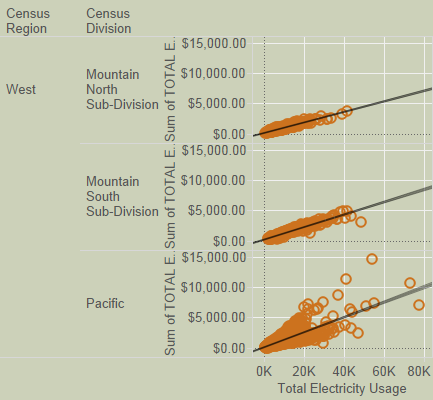 Census Region
Census Division
West
Mountain North Sub-Division
Sum of TOTAL E.
$15,000.00
$10,000.00
$5,000.00
$0.00
Mountain South Sub-Division
Sum of TOTAL E.
$15,000.00
$10,000.00
$5,000.00
$0.00
Pacific
Sum of TOTAL E.
$15,000.00
$10,000.00
$5,000.00
$0.00
0K 20K 40K 60K 80K
Total Electricity Usage